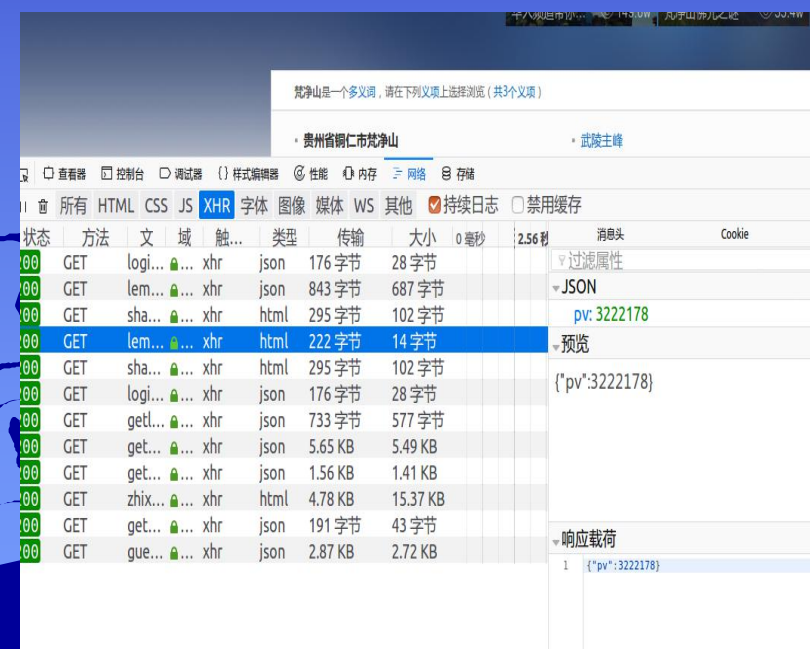 梵净山是一个多义词，请在下列义项上选择浏览（共3个义项）
· 贵州省铜仁市梵净山 · 武陵主峰
查看器 控制台 调试器 {} 样式编辑器 性能 内存 网络 存储
所有 HTML CSS JS XHR 字体 图像 媒体 WS 其他 持续日志 禁用缓存
状态 方法 文 域 触... 类型 传输 大小 0 毫秒 2.56 秒 消息头 Cookie
过滤属性
200 GET logi... ... xhr json 176 字节 28 字节
200 GET lem... ... xhr json 843 字节 687 字节
JSON
200 GET sha... ... xhr html 295 字节 102 字节
pv: 3222178
200 GET lem... ... xhr html 222 字节 14 字节
预览
200 GET sha... ... xhr html 295 字节 102 字节
{"pv":3222178}
200 GET logi... ... xhr json 176 字节 28 字节
200 GET getl... ... xhr json 733 字节 577 字节
200 GET get... ... xhr json 5.65 KB 5.49 KB
200 GET get... ... xhr json 1.56 KB 1.41 KB
200 GET zhix... ... xhr html 4.78 KB 15.37 KB
200 GET get... ... xhr json 191 字节 43 字节
响应载荷
200 GET gue... ... xhr json 2.87 KB 2.72 KB
1 {"pv":3222178}